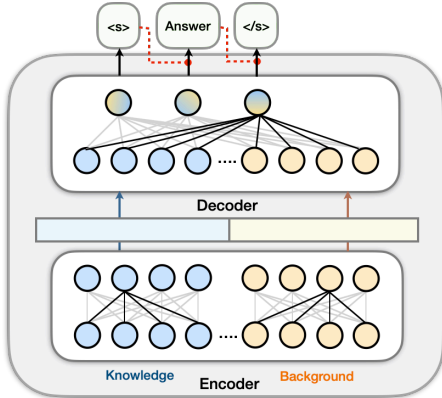 <s> Answer </s>
....
Decoder
....
Knowledge Background
Encoder